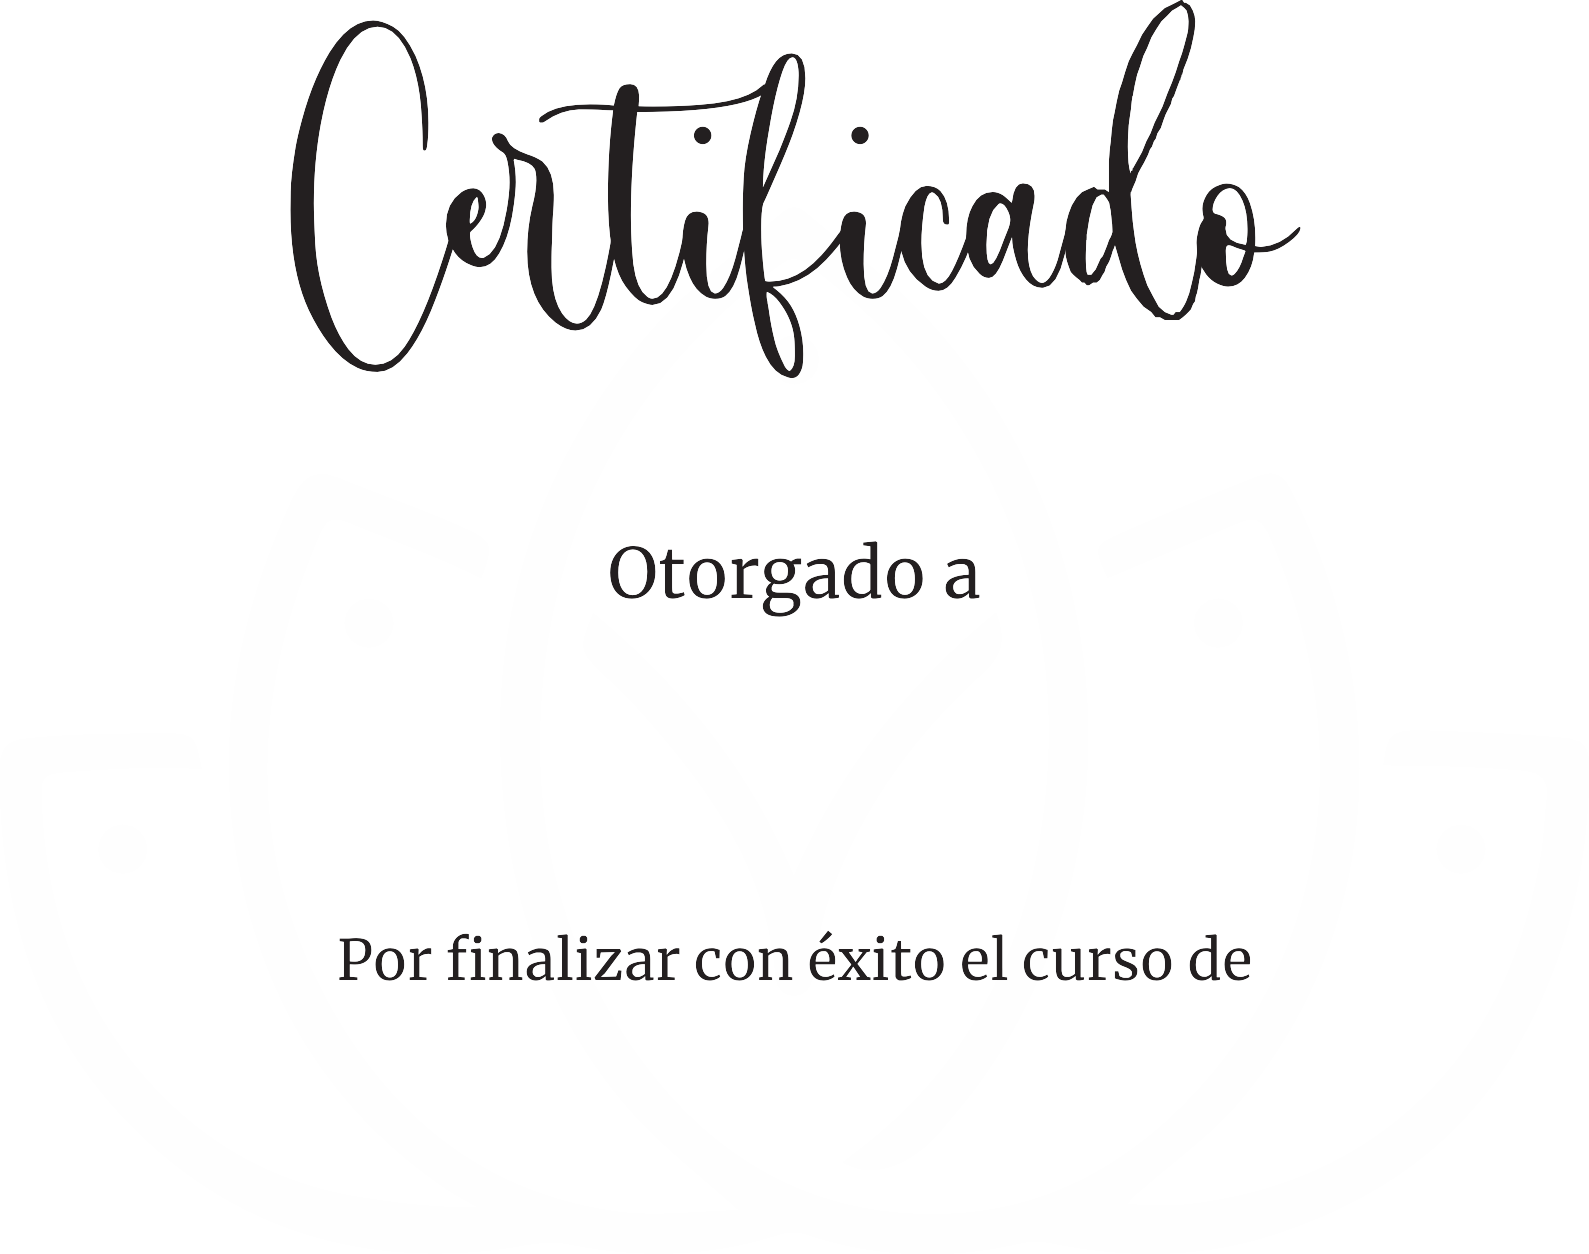 Certificado
Otorgado a
Por finalizar con éxito el curso de